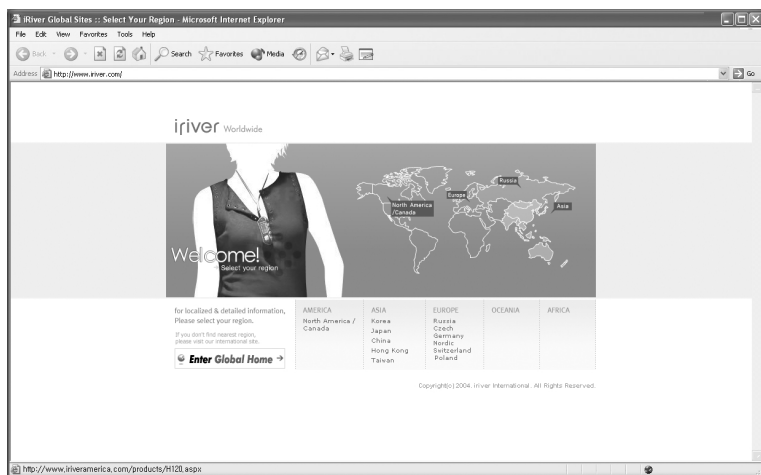 iRiver Global Sites :: Select Your Region - Microsoft Internet Explorer
File Edit View Favorites Tools Help
Back Search Favorites Media
Address http://www.iriver.com/ Go
iriver Worldwide
Russia
Europe
North America
/Canada
Asia
Welcome!
Select your region
for localized & detailed information,
Please select your region.
If you don't find nearest region,
please visit our international site.
Enter Global Home
AMERICA
North America /
Canada
ASIA
Korea
Japan
China
Hong Kong
Taiwan
EUROPE
Russia
Czech
Germany
Nordic
Switzerland
Poland
OCEANIA
AFRICA
Copyright(c) 2004. iriver International. All Rights Reserved.
http://www.iriveramerica.com/products/H120.aspx